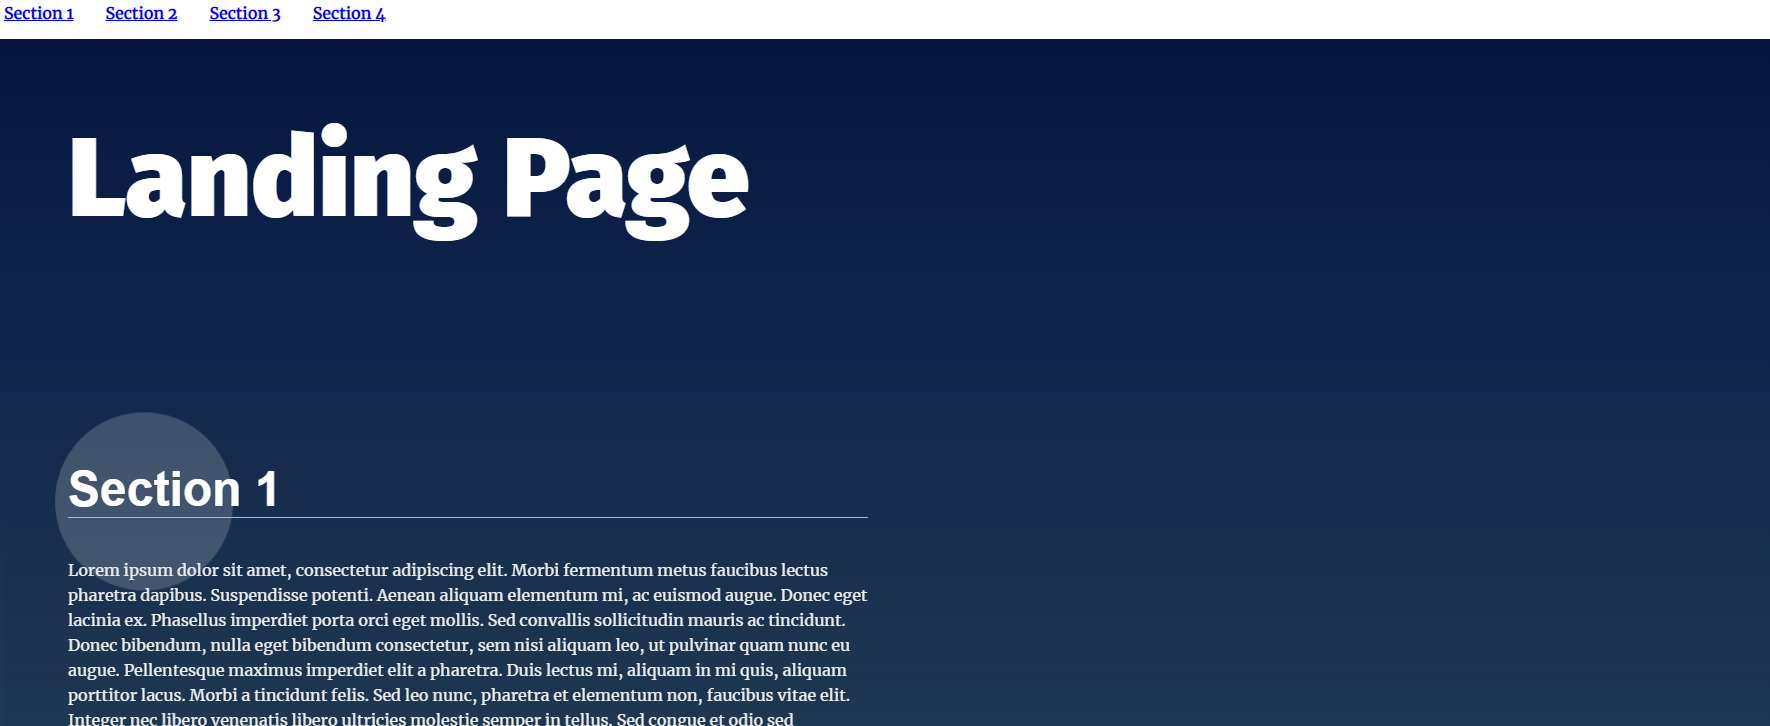 Section 1 Section 2 Section 3 Section 4
Landing Page
Section 1
Lorem ipsum dolor sit amet, consectetur adipiscing elit. Morbi fermentum metus faucibus lectus
pharetra dapibus. Suspendisse potenti. Aenean aliquam elementum mi, ac euismod augue. Donec eget
lacinia ex. Phasellus imperdiet porta orci eget mollis. Sed convallis sollicitudin mauris ac tincidunt.
Donec bibendum, nulla eget bibendum consectetur, sem nisi aliquam leo, ut pulvinar quam nunc eu
augue. Pellentesque maximus imperdiet elit a pharetra. Duis lectus mi, aliquam in mi quis, aliquam
porttitor lacus. Morbi a tincidunt felis. Sed leo nunc, pharetra et elementum non, faucibus vitae elit.
Integer nec libero venenatis libero ultricies molestie semper in tellus. Sed congue et odio sed